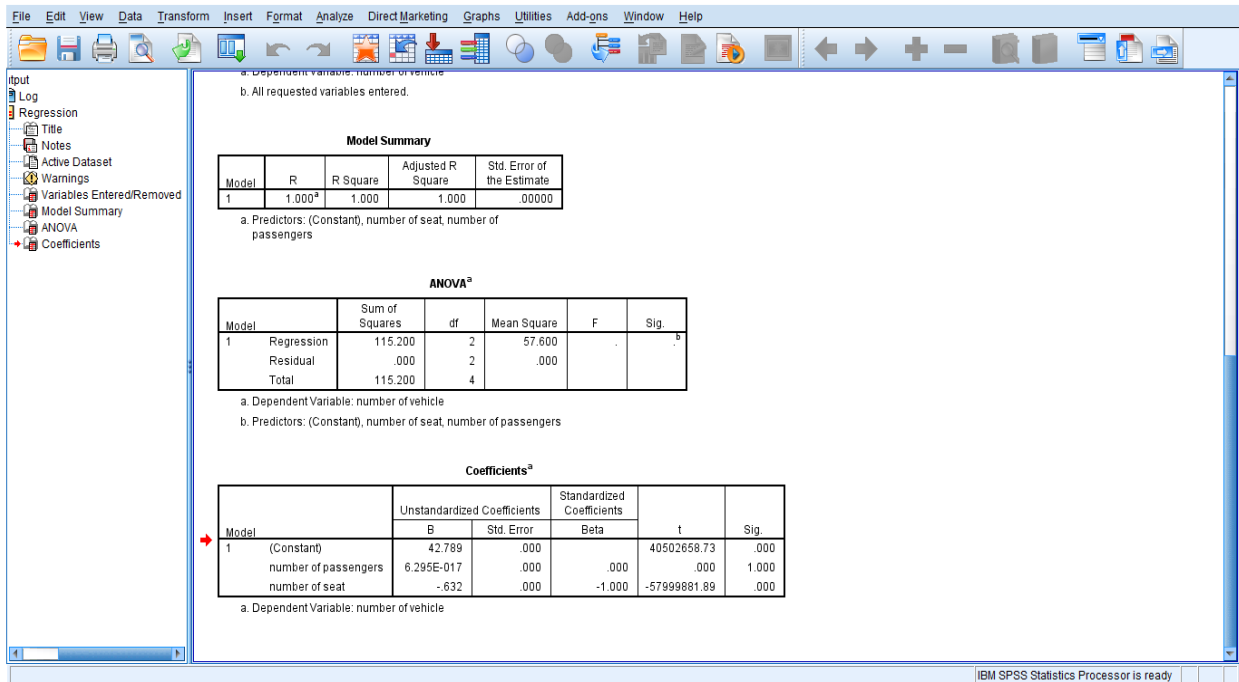 File Edit View Data Transform Insert Format Analyze Direct Marketing Graphs Utilities Add-ons Window Help
itput
Log
Regression
Title
Notes
Active Dataset
Warnings
Variables Entered/Removed
Model Summary
ANOVA
Coefficients
a. Dependent Variable: number of vehicle
b. All requested variables entered.
Model Summary
Model R R Square Adjusted R Square Std. Error of the Estimate
1 1.000a 1.000 1.000 .00000
a. Predictors: (Constant), number of seat, number of
passengers
ANOVAa
Model Sum of Squares df Mean Square F Sig.
1 Regression 115.200 2 57.600 . .b
Residual .000 2 .000
Total 115.200 4
a. Dependent Variable: number of vehicle
b. Predictors: (Constant), number of seat, number of passengers
Coefficientsa
Model Unstandardized Coefficients Standardized Coefficients t Sig.
B Std. Error Beta
1 (Constant) 42.789 .000 40502658.73 .000
number of passengers 6.295E-017 .000 .000 .000 1.000
number of seat -.632 .000 -1.000 -57999881.89 .000
a. Dependent Variable: number of vehicle
IBM SPSS Statistics Processor is ready